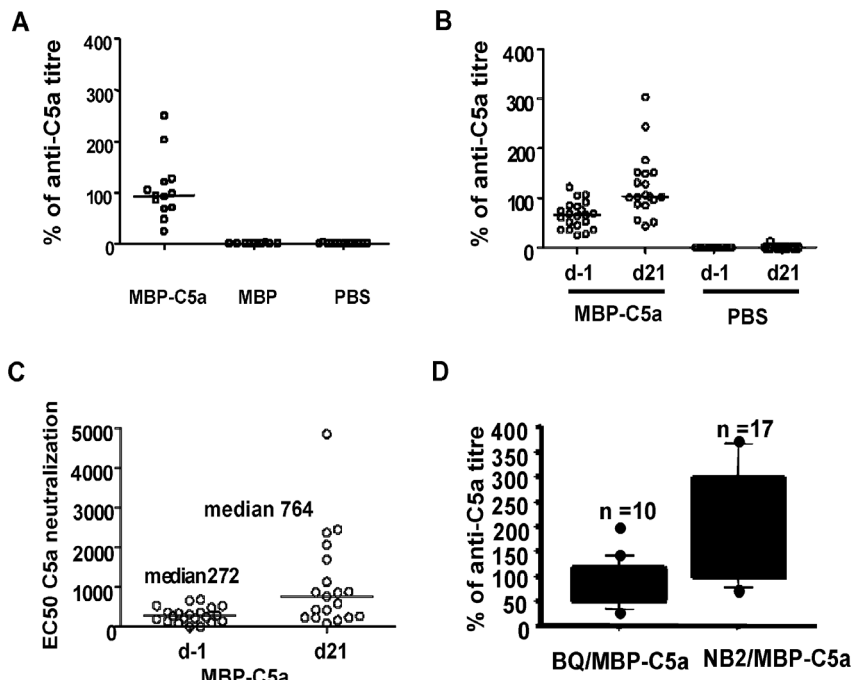 A
% of anti-C5a titre
400
300
200
100
0
MBP-C5a MBP PBS
B
% of anti-C5a titre
400
300
200
100
0
d-1 d21 d-1 d21
MBP-C5a PBS
C
EC50 C5a neutralization
5000
4000
3000
2000
1000
0
median 764
median272
d-1 d21
MBP-C5a
D
% of anti-C5a titre
400
350
300
250
200
150
100
50
0
n =17
n =10
BQ/MBP-C5a NB2/MBP-C5a